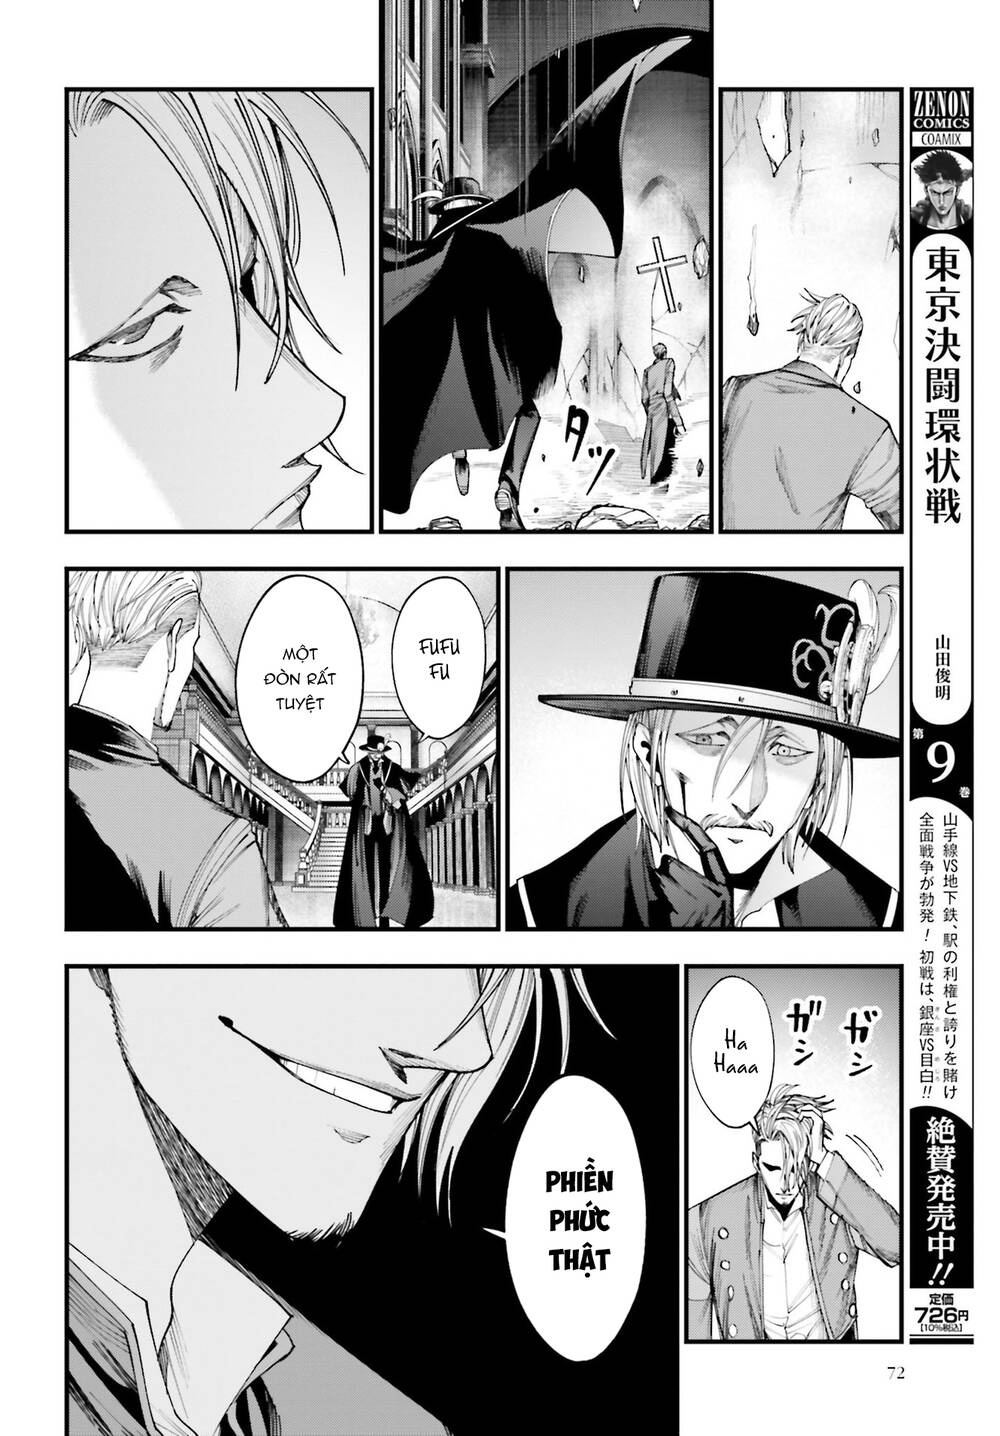 タッ
FUFU
FU
MỘT
ĐÒN RẤT
TUYỆT
ガシ
ガシ
Ha
Haaa
PHIỀN
PHỨC
THẬT
72
ZENON
COMICS
COAMIX
東京決闘環状戦
山田俊明
第9巻
山手線VS地下鉄、駅の利権と誇りを賭け
全面戦争が勃発！初戦は、銀座VS目白!!
絶賛発売中!!
定価
726円
[10%税込]